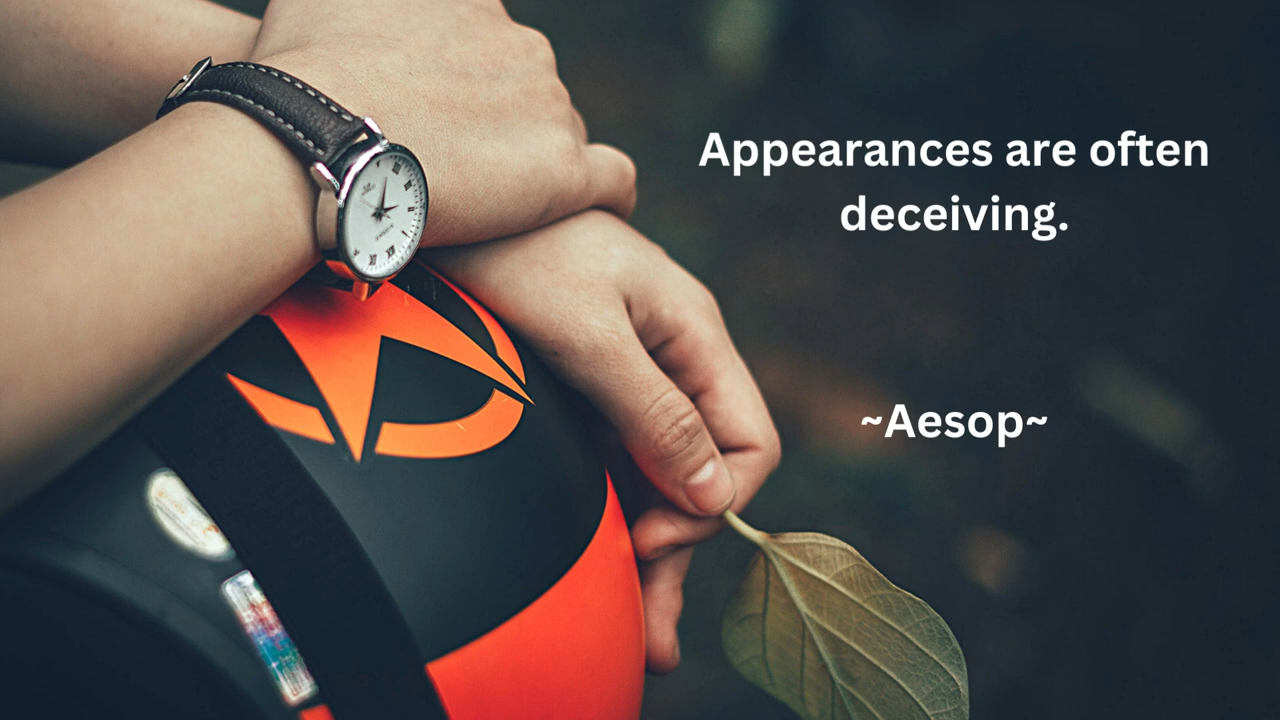 Appearances are often
deceiving.
~Aesop~